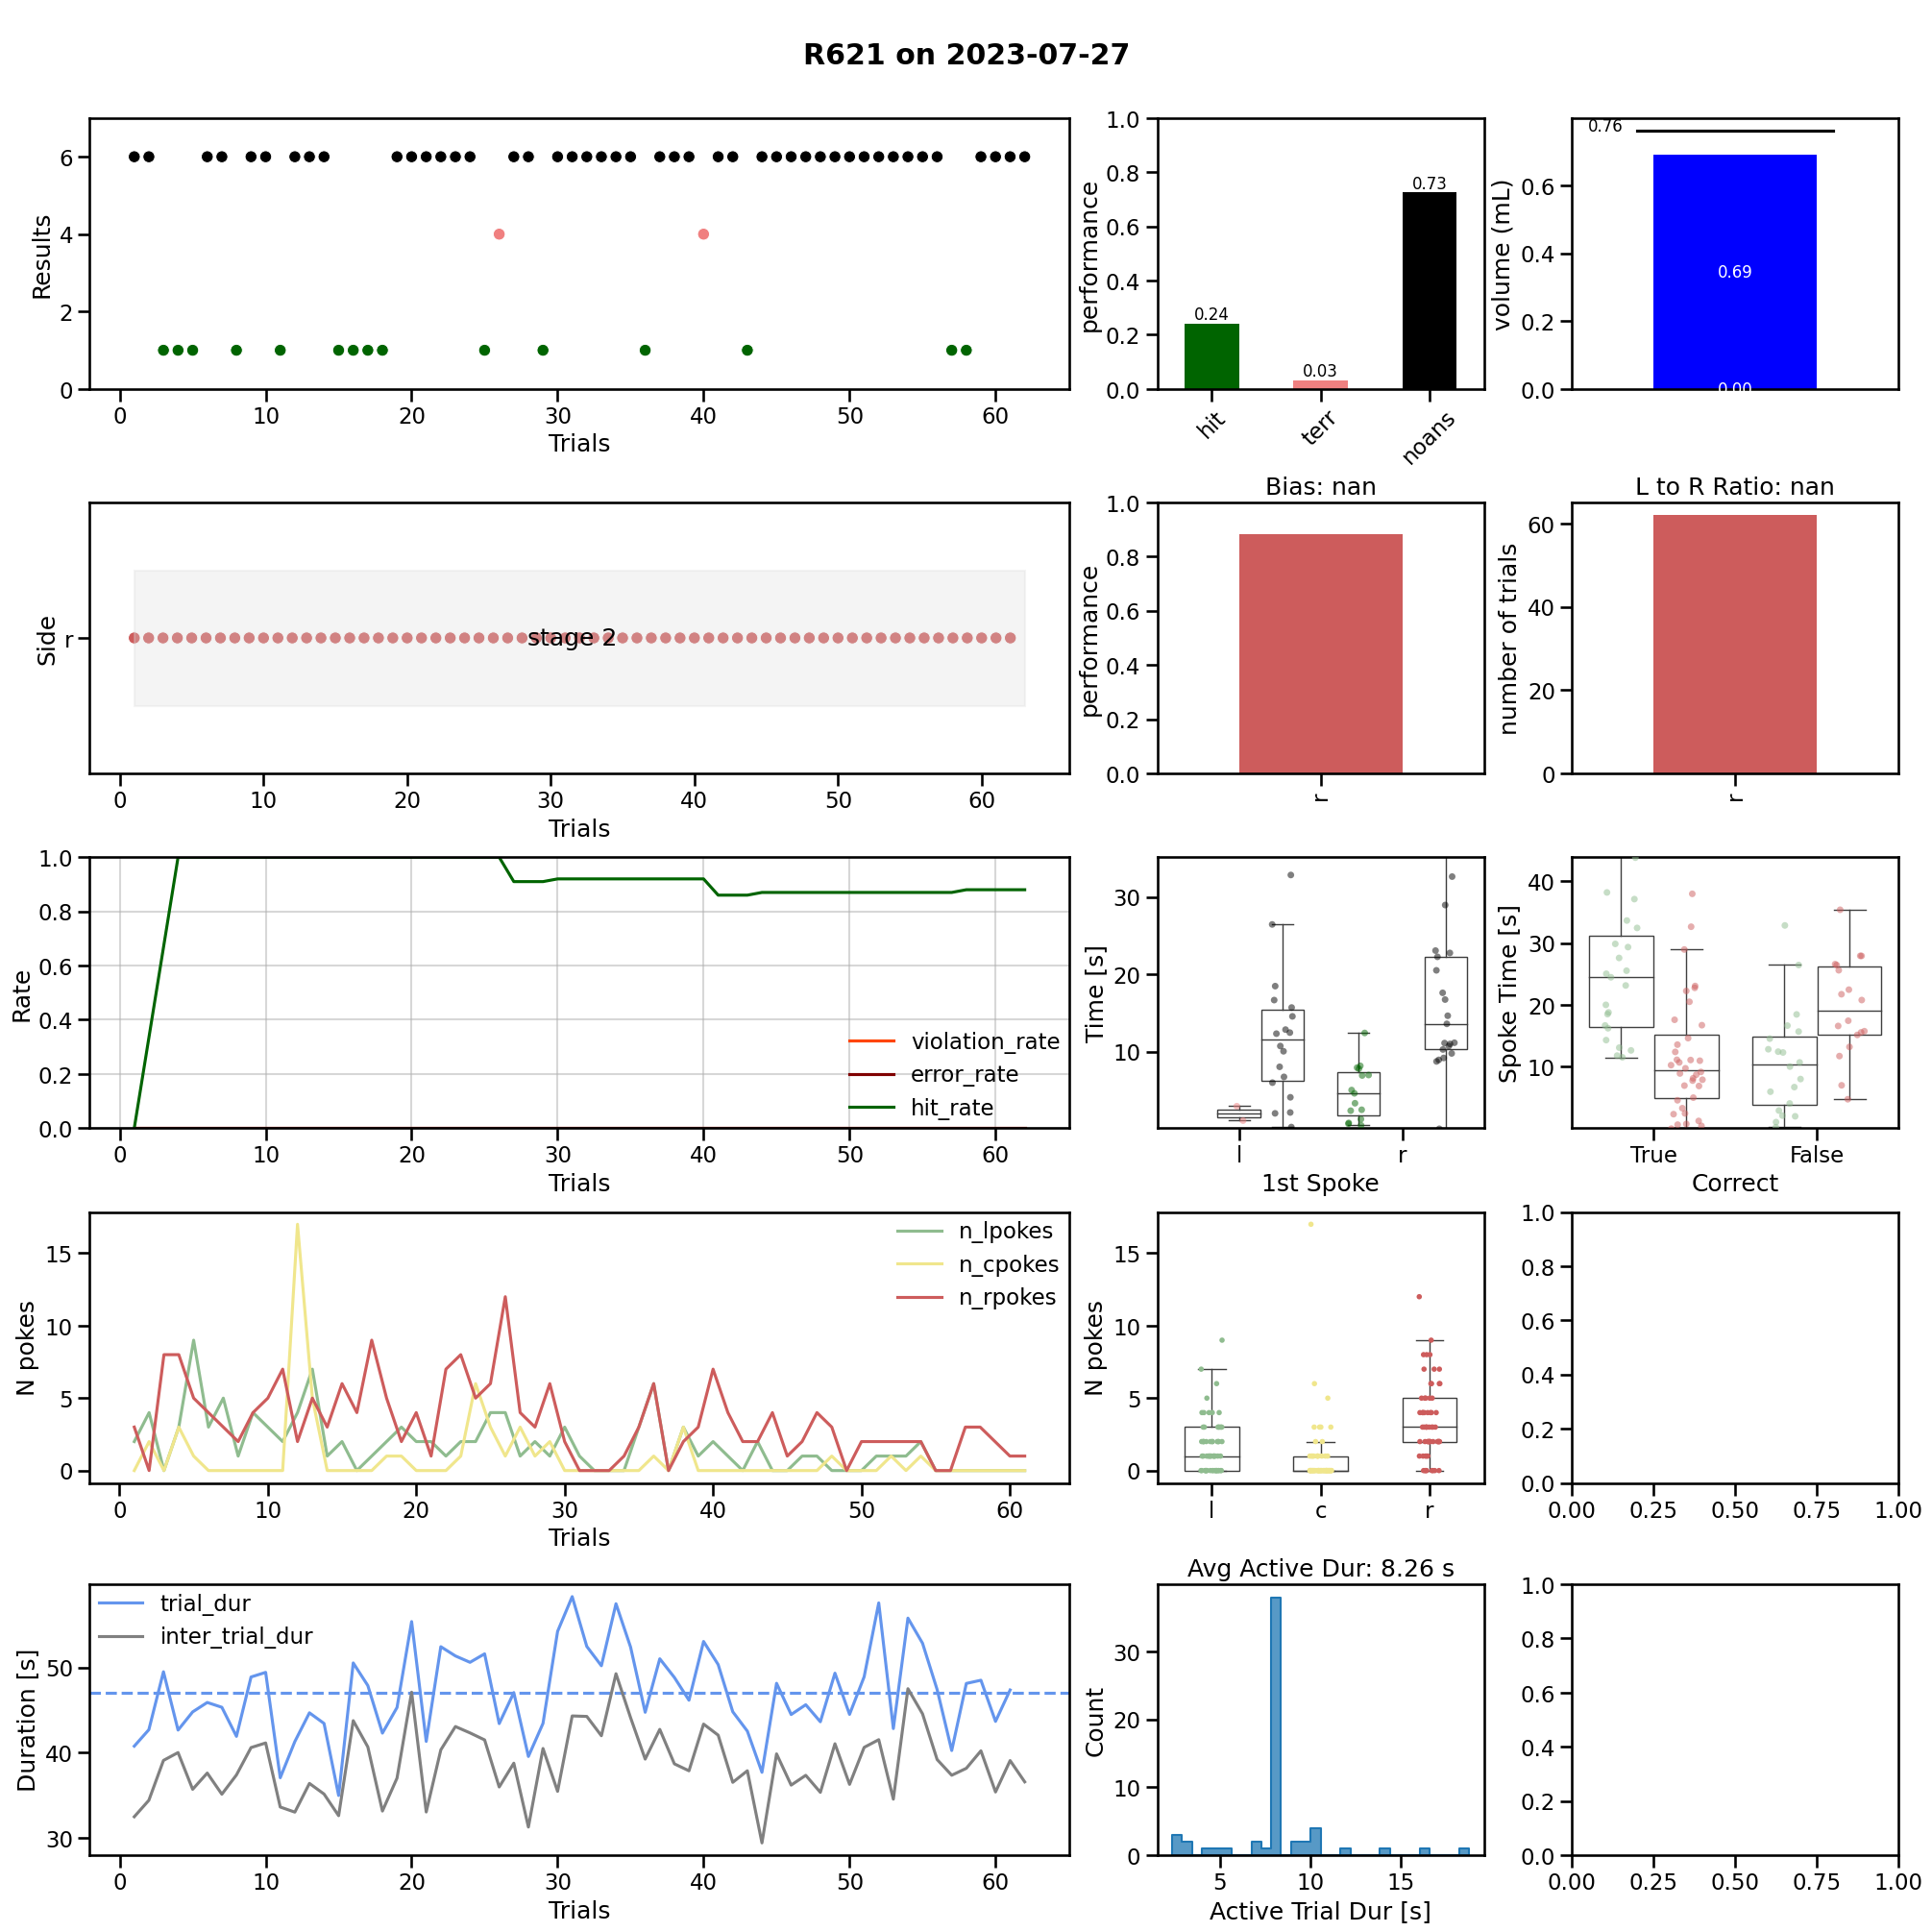 R621 on 2023-07-27
Results
0
2
4
6
0 10 20 30 40 50 60
Trials
performance
0.0
0.2
0.4
0.6
0.8
1.0
0.24
0.03
0.73
hit terr noans
volume (mL)
0.0
0.2
0.4
0.6
0.76
0.69
0.00
Side
r
stage 2
0 10 20 30 40 50 60
Trials
Bias: nan
performance
0.0
0.2
0.4
0.6
0.8
1.0
r
L to R Ratio: nan
number of trials
0
20
40
60
r
Rate
0.0
0.2
0.4
0.6
0.8
1.0
violation_rate
error_rate
hit_rate
0 10 20 30 40 50 60
Trials
Time [s]
10
20
30
l r
1st Spoke
Spoke Time [s]
10
20
30
40
True False
Correct
N pokes
0
5
10
15
n_lpokes
n_cpokes
n_rpokes
0 10 20 30 40 50 60
Trials
N pokes
0
5
10
15
l c r
0.0
0.2
0.4
0.6
0.8
1.0
0.00 0.25 0.50 0.75 1.00
Duration [s]
30
40
50
trial_dur
inter_trial_dur
0 10 20 30 40 50 60
Trials
Avg Active Dur: 8.26 s
Count
0
10
20
30
5 10 15
Active Trial Dur [s]
0.0
0.2
0.4
0.6
0.8
1.0
0.00 0.25 0.50 0.75 1.00